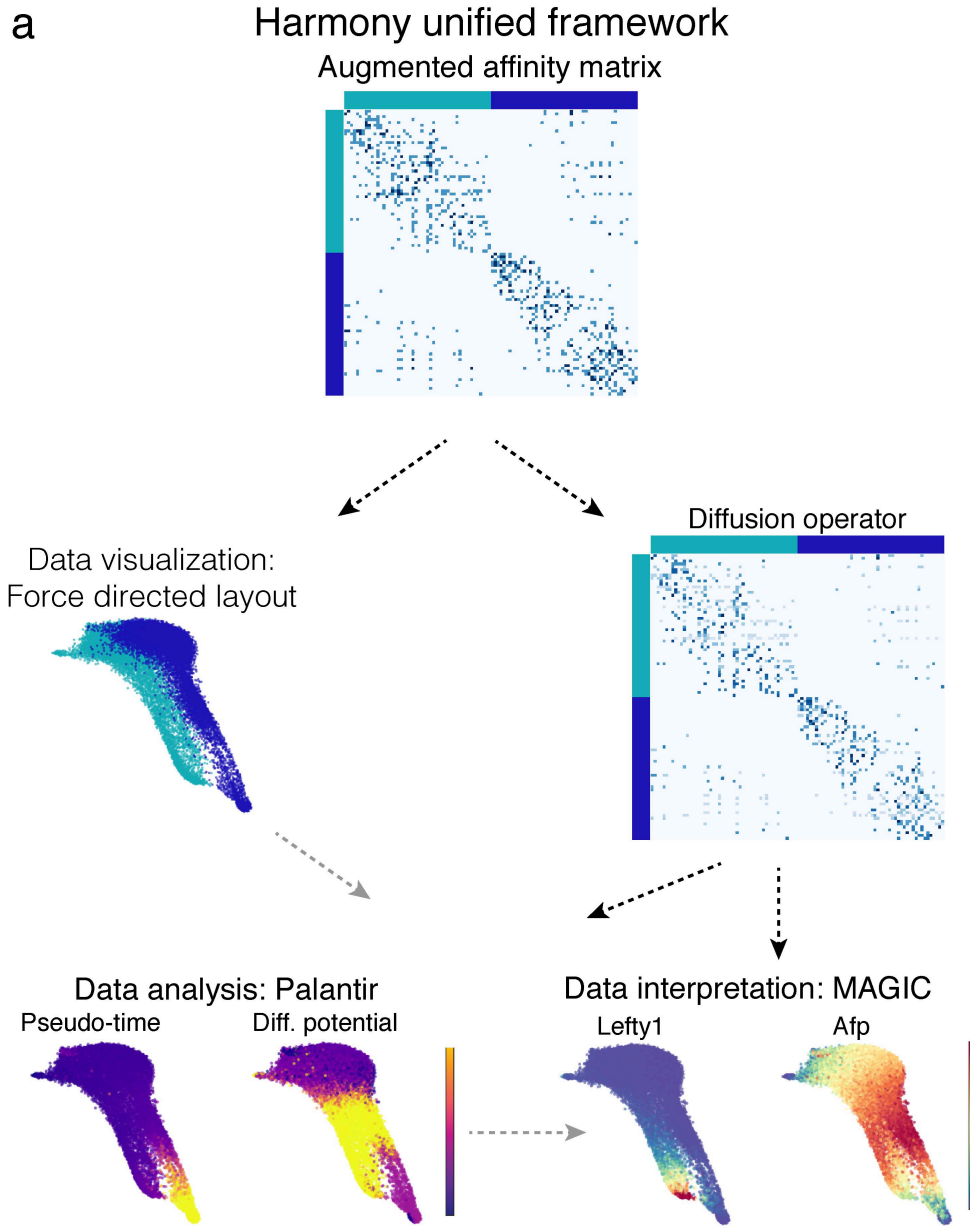 a
Harmony unified framework
Augmented affinity matrix
Diffusion operator
Data visualization:
Force directed layout
Data analysis: Palantir
Pseudo-time
Diff. potential
Data interpretation: MAGIC
Lefty1
Afp